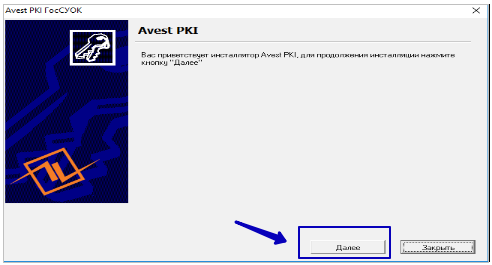 Avest PKI ГосСУОК
Avest PKI
Вас приветствует инсталлятор Avest PKI, для продолжения инсталляции нажмите
кнопку "Далее"
Далее
Закрыть